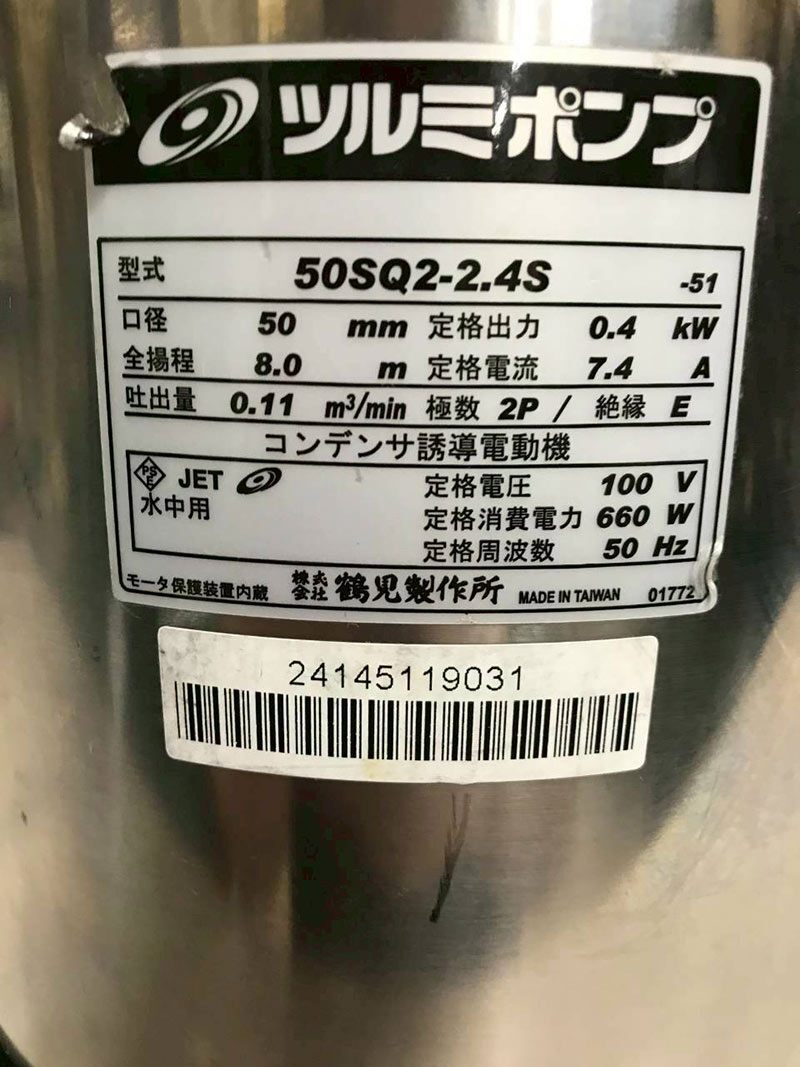 ツルミポンプ
型式 50SQ2-2.4S -51
口径 50 mm 定格出力 0.4 kW
全揚程 8.0 m 定格電流 7.4 A
吐出量 0.11 m³/min 極数 2P / 絶縁 E
コンデンサ誘導電動機
PSE JET 定格電圧 100 V
水中用 定格消費電力 660 W
定格周波数 50 Hz
モータ保護装置内蔵 株式会社 鶴見製作所 MADE IN TAIWAN 01772
24145119031